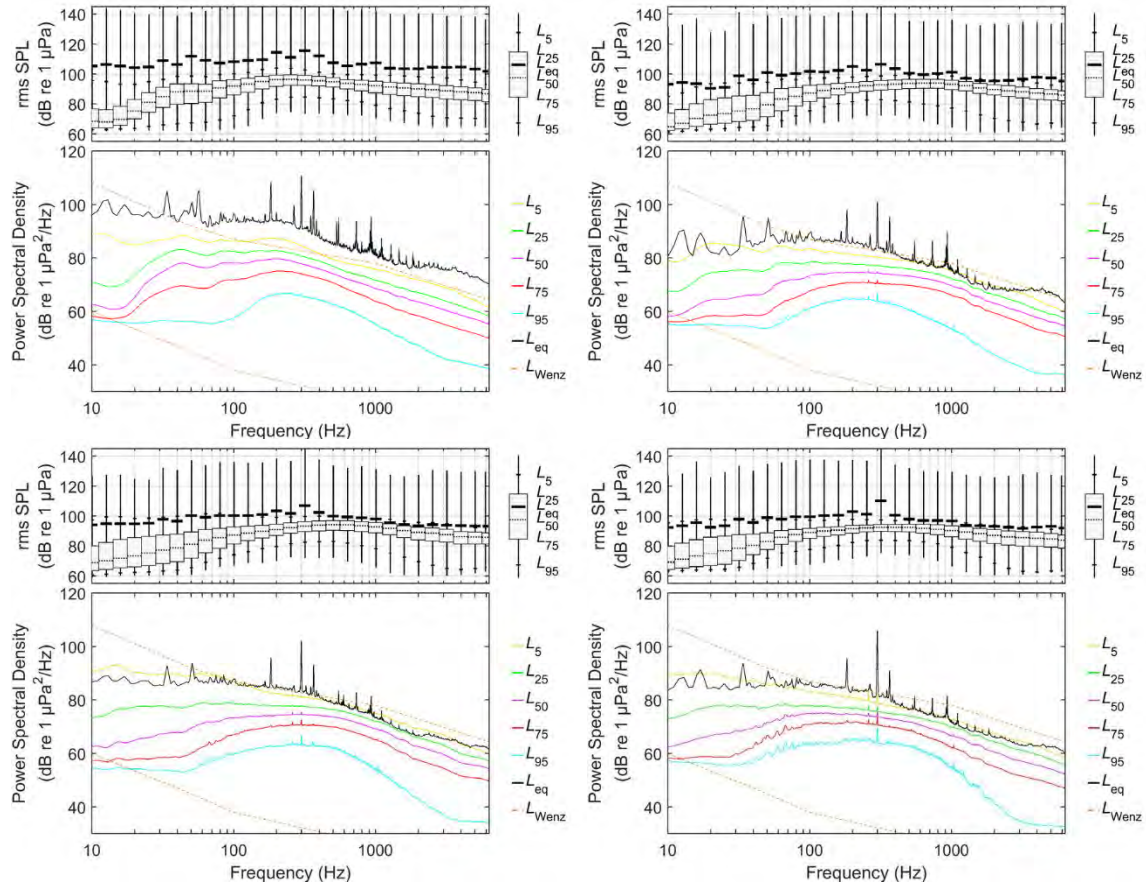 rms SPL
(dB re 1 µPa)
140
120
100
80
60
L5
L25
Leq
L50
L75
L95
Power Spectral Density
(dB re 1 µPa²/Hz)
120
100
80
60
40
10 100 1000
Frequency (Hz)
L5
L25
L50
L75
L95
Leq
LWenz
rms SPL
(dB re 1 µPa)
140
120
100
80
60
L5
L25
Leq
L50
L75
L95
Power Spectral Density
(dB re 1 µPa²/Hz)
120
100
80
60
40
10 100 1000
Frequency (Hz)
L5
L25
L50
L75
L95
Leq
LWenz
rms SPL
(dB re 1 µPa)
140
120
100
80
60
L5
L25
Leq
L50
L75
L95
Power Spectral Density
(dB re 1 µPa²/Hz)
120
100
80
60
40
10 100 1000
Frequency (Hz)
L5
L25
L50
L75
L95
Leq
LWenz
rms SPL
(dB re 1 µPa)
140
120
100
80
60
L5
L25
Leq
L50
L75
L95
Power Spectral Density
(dB re 1 µPa²/Hz)
120
100
80
60
40
10 100 1000
Frequency (Hz)
L5
L25
L50
L75
L95
Leq
LWenz